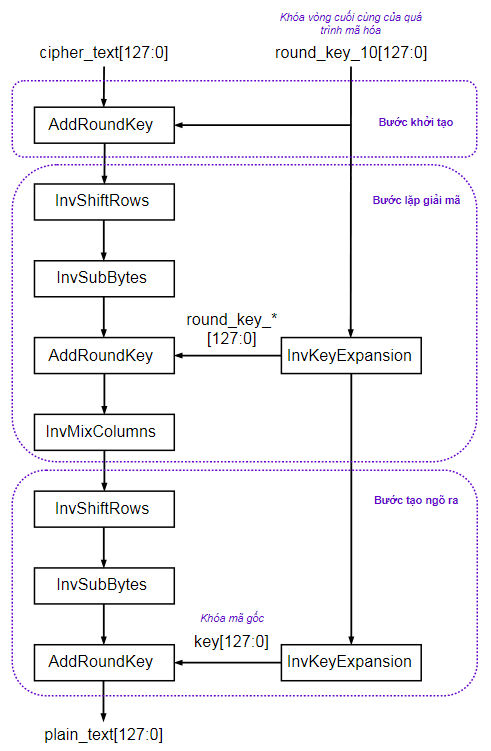 Khóa vòng cuối cùng của quá
trình mã hóa
cipher_text[127:0]
round_key_10[127:0]
AddRoundKey
Bước khởi tạo
InvShiftRows
Bước lặp giải mã
InvSubBytes
round_key_*
[127:0]
AddRoundKey
InvKeyExpansion
InvMixColumns
InvShiftRows
Bước tạo ngõ ra
InvSubBytes
Khóa mã gốc
key[127:0]
AddRoundKey
InvKeyExpansion
plain_text[127:0]